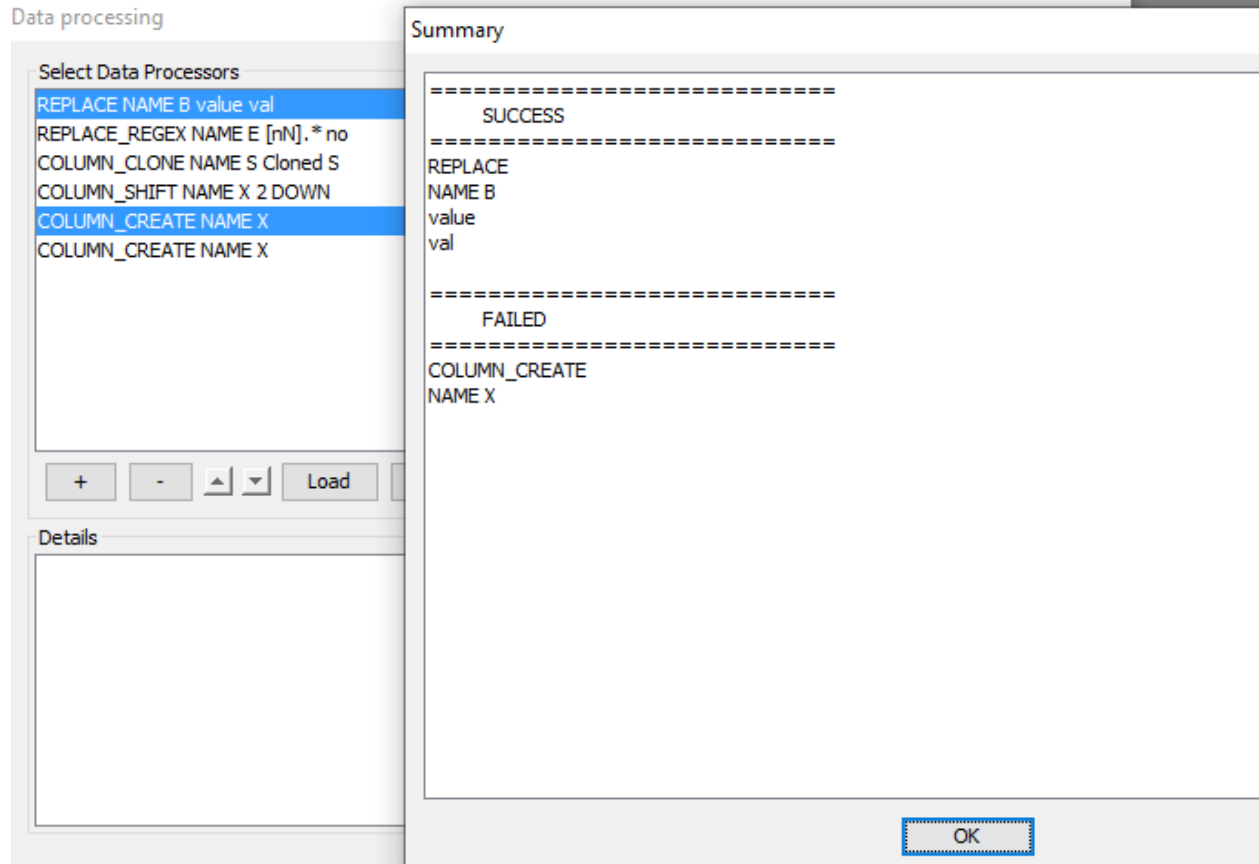 Data processing
Select Data Processors
REPLACE NAME B value val
REPLACE_REGEX NAME E [nN].* no
COLUMN_CLONE NAME S Cloned S
COLUMN_SHIFT NAME X 2 DOWN
COLUMN_CREATE NAME X
COLUMN_CREATE NAME X
+
-
Load
Details
Summary
============================
SUCCESS
============================
REPLACE
NAME B
value
val
============================
FAILED
============================
COLUMN_CREATE
NAME X
OK